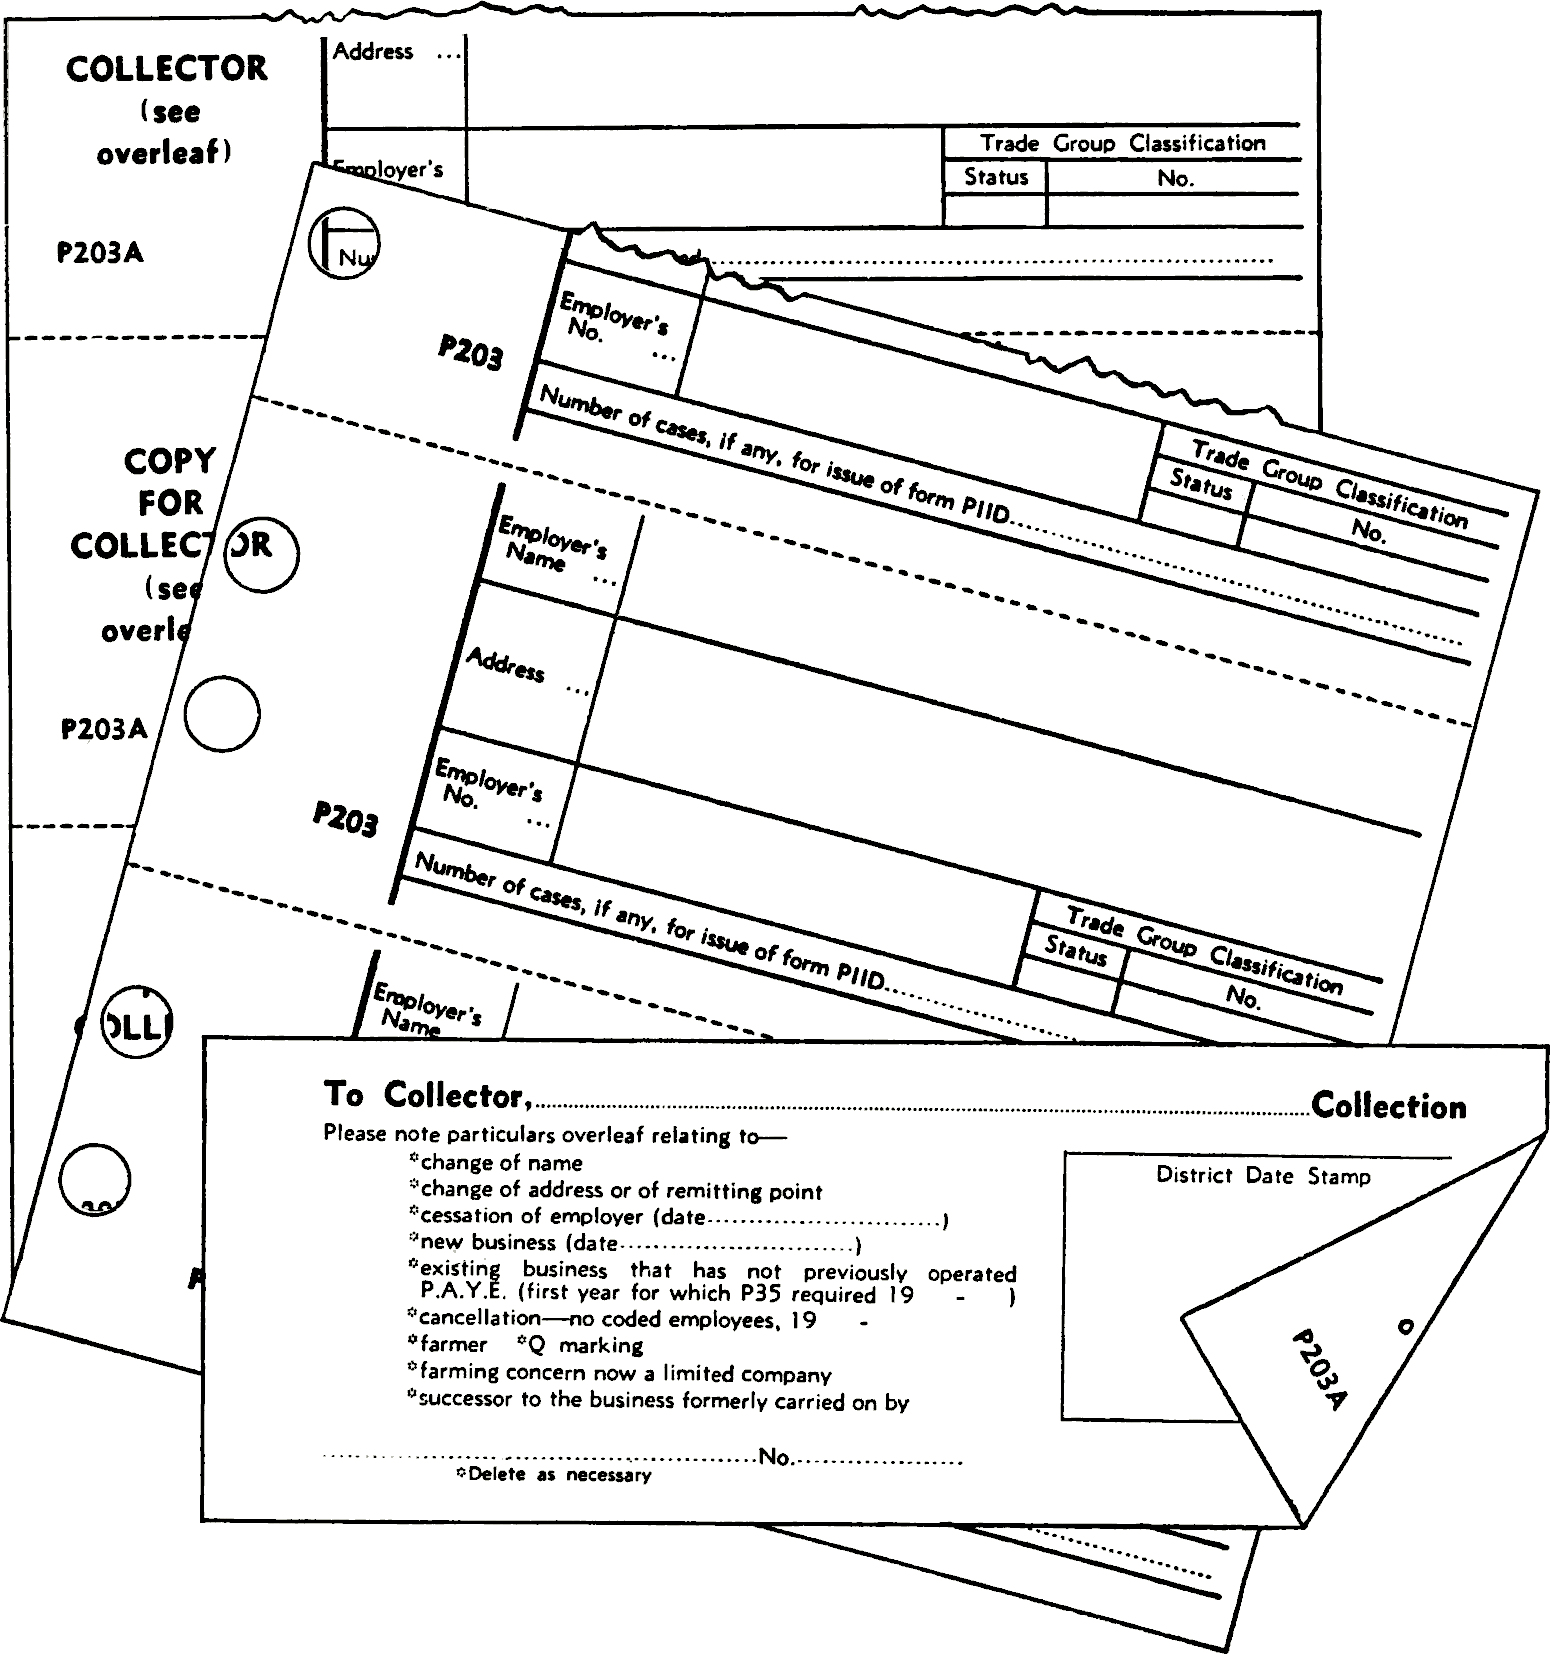 COLLECTOR
(see
overleaf)
P203A
Address ...
Employer's
Trade Group Classification
Status No.
COPY
FOR
COLLECTOR
(see
P203A
P203
Employer's
No. ...
Number of cases, if any, for issue of form P11D
Trade Group Classification
Status No.
Employer's
Name ...
Address ...
P203
Employer's
No. ...
Number of cases, if any, for issue of form P11D
Trade Group Classification
Status No.
Employer's
Name
To Collector, Collection
Please note particulars overleaf relating to—
*change of name
*change of address or of remitting point
*cessation of employer (date )
*new business (date )
*existing business that has not previously operated
P.A.Y.E. (first year for which P35 required 19 - )
*cancellation—no coded employees, 19 -
*farmer *Q marking
*farming concern now a limited company
*successor to the business formerly carried on by
No.
*Delete as necessary
District Date Stamp
P203A